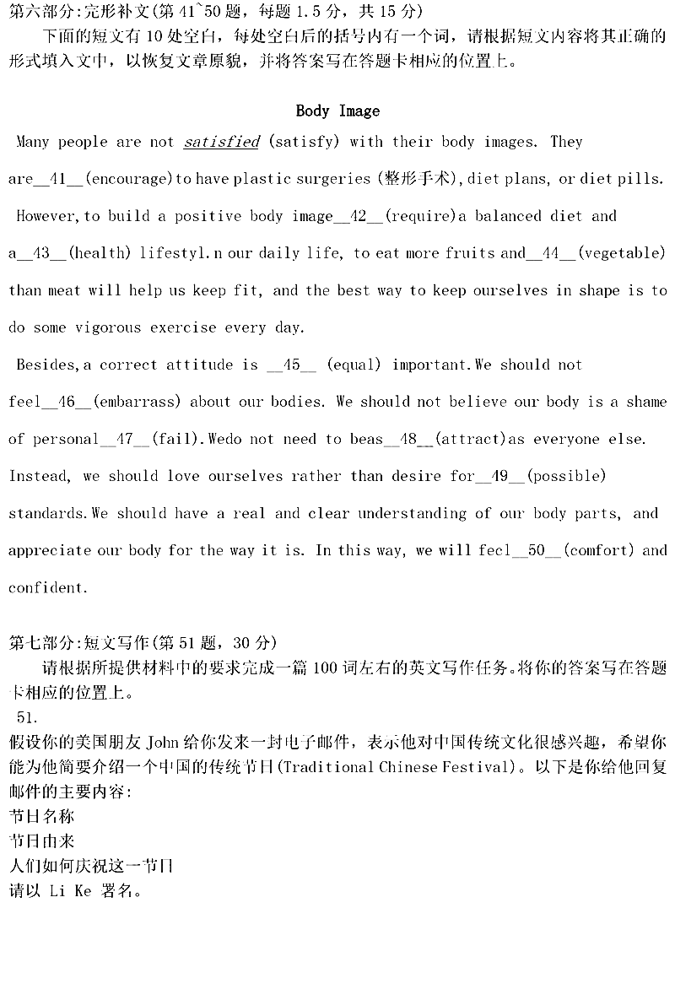 第六部分:完形补文(第 41~50 题，每题 1.5 分，共 15 分)
下面的短文有 10 处空白，每处空白后的括号内有一个词，请根据短文内容将其正确的
形式填入文中，以恢复文章原貌，并将答案写在答题卡相应的位置上。
Body Image
Many people are not satisfied (satisfy) with their body images. They
are__41__(encourage)to have plastic surgeries (整形手术),diet plans, or diet pills.
However,to build a positive body image__42__(require)a balanced diet and
a__43__(health) lifestyl.n our daily life, to eat more fruits and__44__(vegetable)
than meat will help us keep fit, and the best way to keep ourselves in shape is to
do some vigorous exercise every day.
Besides,a correct attitude is __45__ (equal) important.We should not
feel__46__(embarrass) about our bodies. We should not believe our body is a shame
of personal__47__(fail).Wedo not need to beas__48__(attract)as everyone else.
Instead, we should love ourselves rather than desire for__49__(possible)
standards.We should have a real and clear understanding of our body parts, and
appreciate our body for the way it is. In this way, we will fecl__50__(comfort) and
confident.
第七部分:短文写作(第 51 题，30 分)
请根据所提供材料中的要求完成一篇 100 词左右的英文写作任务。将你的答案写在答题
卡相应的位置上。
51.
假设你的美国朋友 John 给你发来一封电子邮件，表示他对中国传统文化很感兴趣，希望你
能为他简要介绍一个中国的传统节日(Traditional Chinese Festival)。以下是你给他回复
邮件的主要内容:
节日名称
节日由来
人们如何庆祝这一节日
请以 Li Ke 署名。